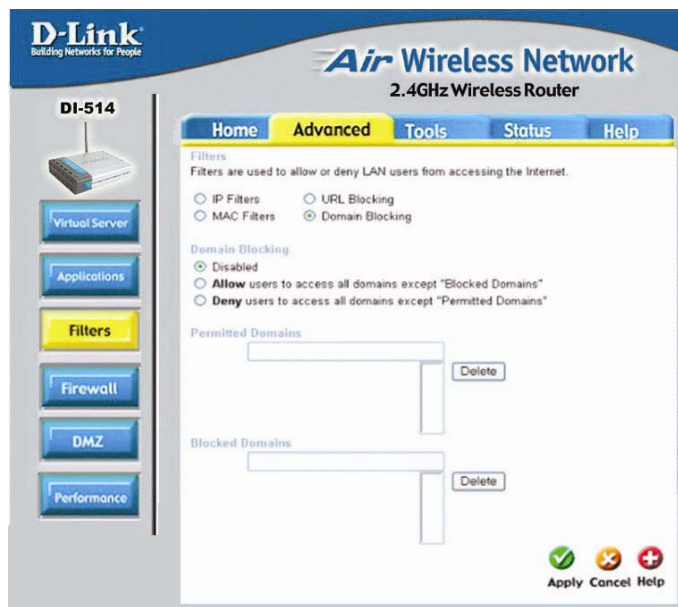 D-Link
Building Networks for People
Air Wireless Network
2.4GHz Wireless Router
DI-514
Home Advanced Tools Status Help
Filters
Filters are used to allow or deny LAN users from accessing the Internet.
IP Filters URL Blocking
MAC Filters Domain Blocking
Domain Blocking
Disabled
Allow users to access all domains except "Blocked Domains"
Deny users to access all domains except "Permitted Domains"
Permitted Domains
Delete
Blocked Domains
Delete
Virtual Server
Applications
Filters
Firewall
DMZ
Performance
Apply Cancel Help